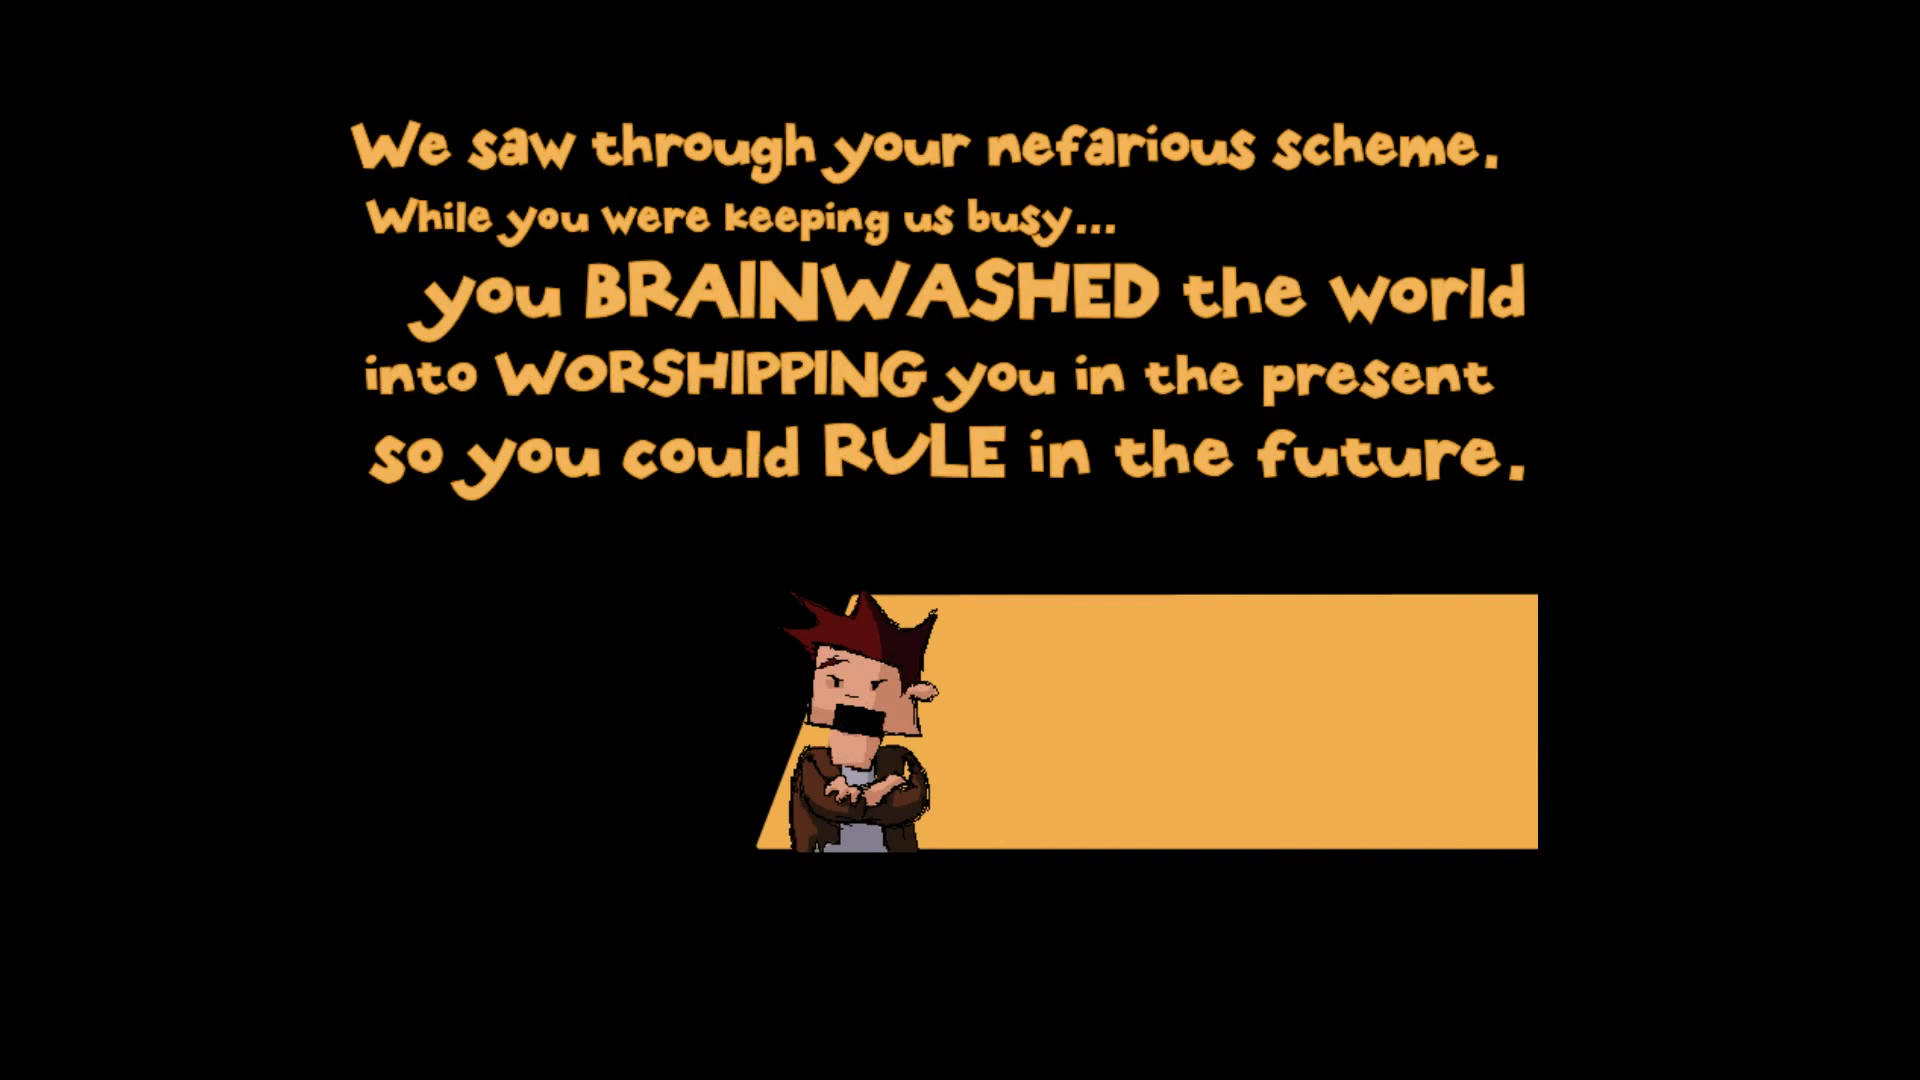 We saw through your nefarious scheme.
While you were keeping us busy...
you BRAINWASHED the world
into WORSHIPPING you in the present
so you could RULE in the future.